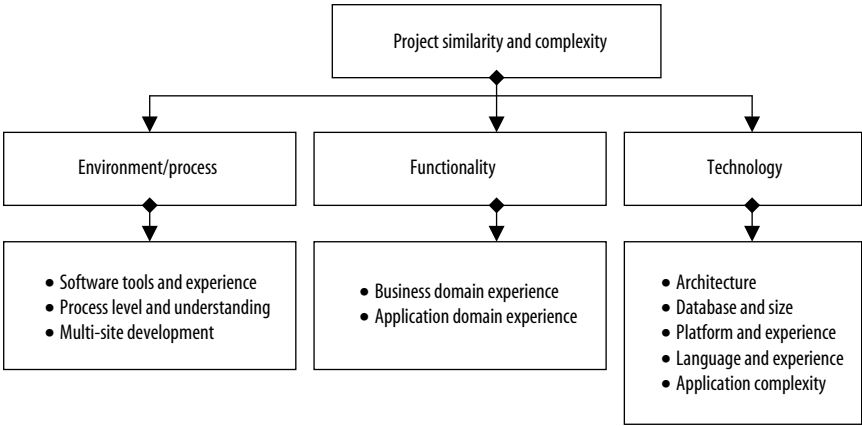 Project similarity and complexity
Environment/process
Functionality
Technology
• Software tools and experience
• Process level and understanding
• Multi-site development
• Business domain experience
• Application domain experience
• Architecture
• Database and size
• Platform and experience
• Language and experience
• Application complexity